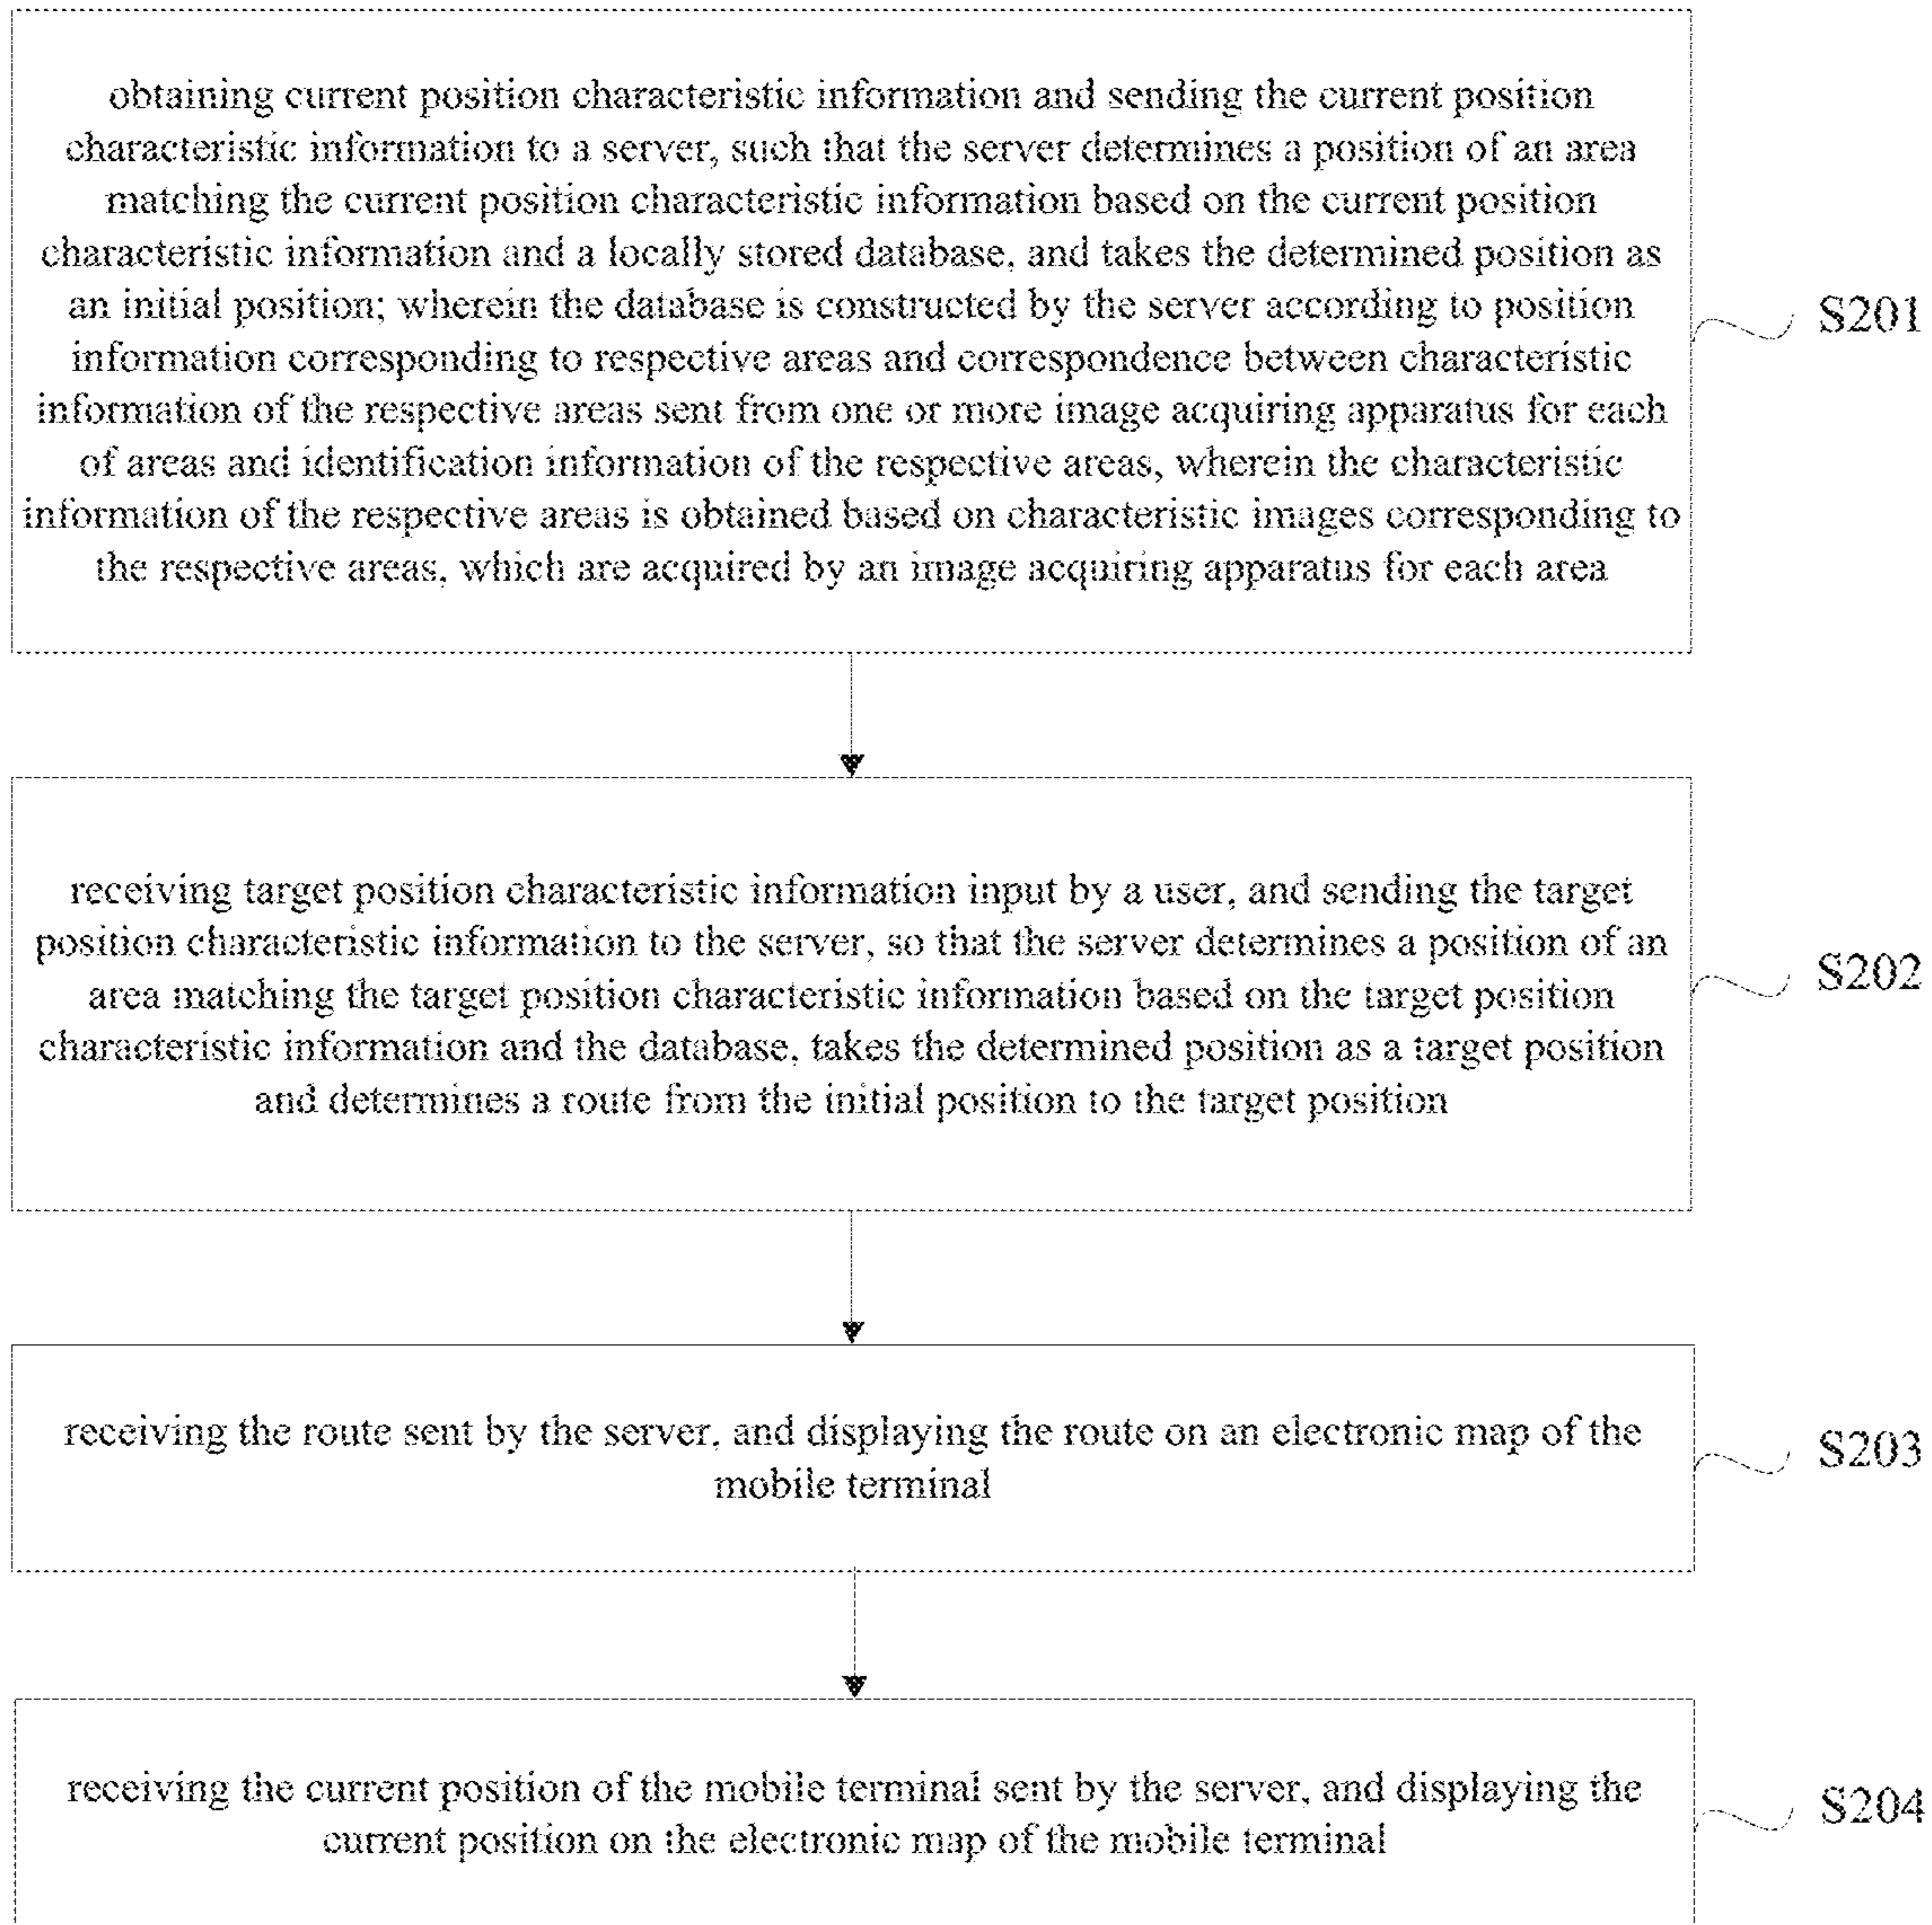 obtaining current position characteristic information and sending the current position
characteristic information to a server, such that the server determines a position of an area
matching the current position characteristic information based on the current position
characteristic information and a locally stored database, and takes the determined position as
an initial position; wherein the database is constructed by the server according to position
information corresponding to respective areas and correspondence between characteristic
information of the respective areas sent from one or more image acquiring apparatus for each
of areas and identification information of the respective areas, wherein the characteristic
information of the respective areas is obtained based on characteristic images corresponding to
the respective areas, which are acquired by an image acquiring apparatus for each area
S201
receiving target position characteristic information input by a user, and sending the target
position characteristic information to the server, so that the server determines a position of an
area matching the target position characteristic information based on the target position
characteristic information and the database, takes the determined position as a target position
and determines a route from the initial position to the target position
S202
receiving the route sent by the server, and displaying the route on an electronic map of the
mobile terminal
S203
receiving the current position of the mobile terminal sent by the server, and displaying the
current position on the electronic map of the mobile terminal
S204